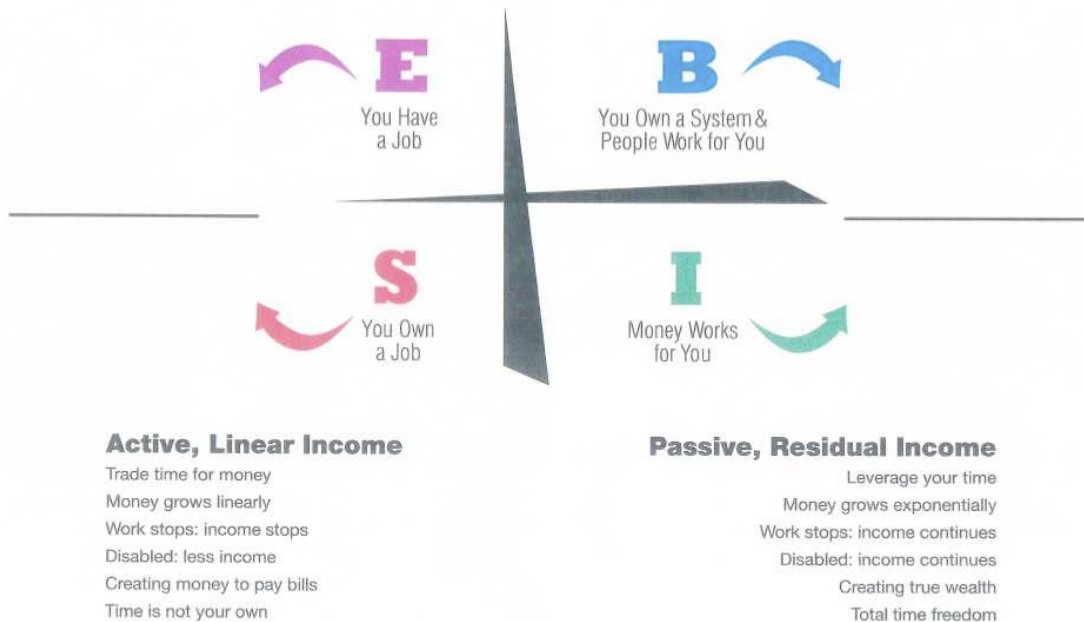 E
You Have
a Job
B
You Own a System &
People Work for You
S
You Own
a Job
I
Money Works
for You
Active, Linear Income
Trade time for money
Money grows linearly
Work stops: income stops
Disabled: less income
Creating money to pay bills
Time is not your own
Passive, Residual Income
Leverage your time
Money grows exponentially
Work stops: income continues
Disabled: income continues
Creating true wealth
Total time freedom